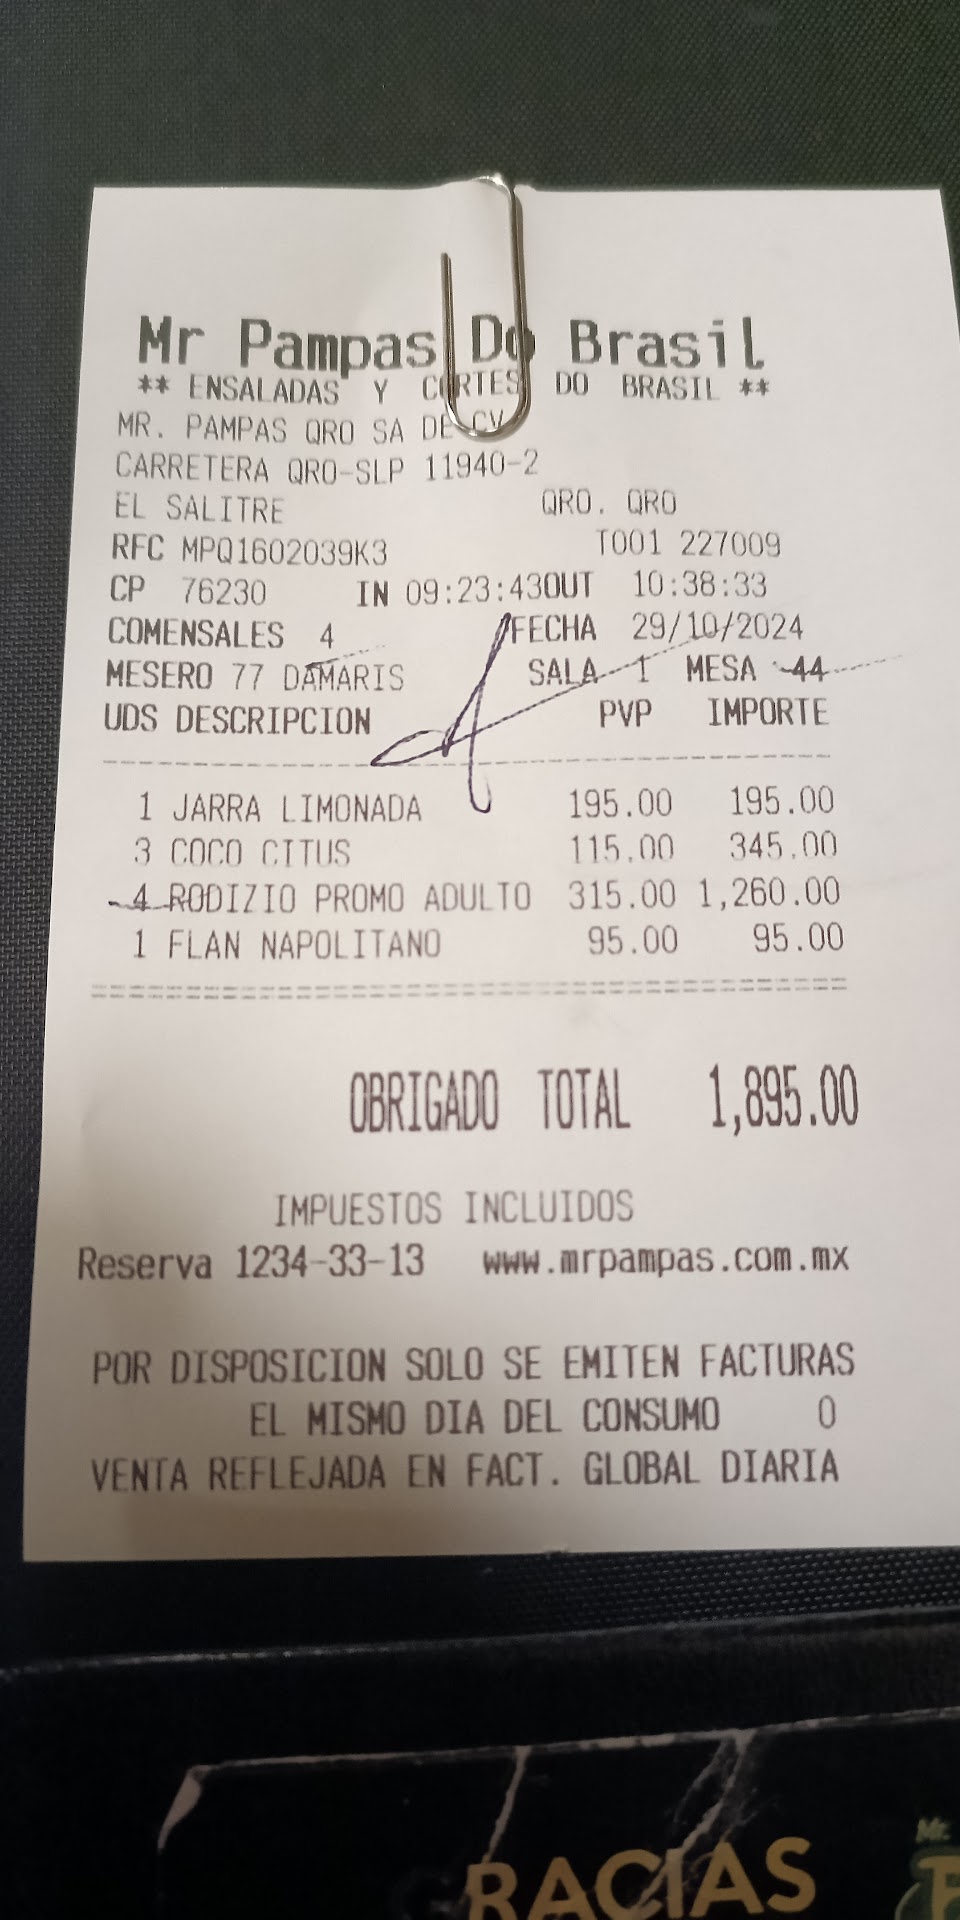 Mr Pampas Do Brasil
** ENSALADAS Y CORTES DO BRASIL **
MR. PAMPAS QRO SA DE CV
CARRETERA QRO-SLP 11940-2
EL SALITRE QRO. QRO
RFC MPQ1602039K3 T001 227009
CP 76230 IN 09:23:43OUT 10:38:33
COMENSALES 4 FECHA 29/10/2024
MESERO 77 DAMARIS SALA 1 MESA 44
UDS DESCRIPCION PVP IMPORTE
1 JARRA LIMONADA 195.00 195.00
3 COCO CITUS 115.00 345.00
4 RODIZIO PROMO ADULTO 315.00 1,260.00
1 FLAN NAPOLITANO 95.00 95.00
OBRIGADO TOTAL 1,895.00
IMPUESTOS INCLUIDOS
Reserva 1234-33-13 www.mrpampas.com.mx
POR DISPOSICION SOLO SE EMITEN FACTURAS
EL MISMO DIA DEL CONSUMO 0
VENTA REFLEJADA EN FACT. GLOBAL DIARIA
Mr.
GRACIAS